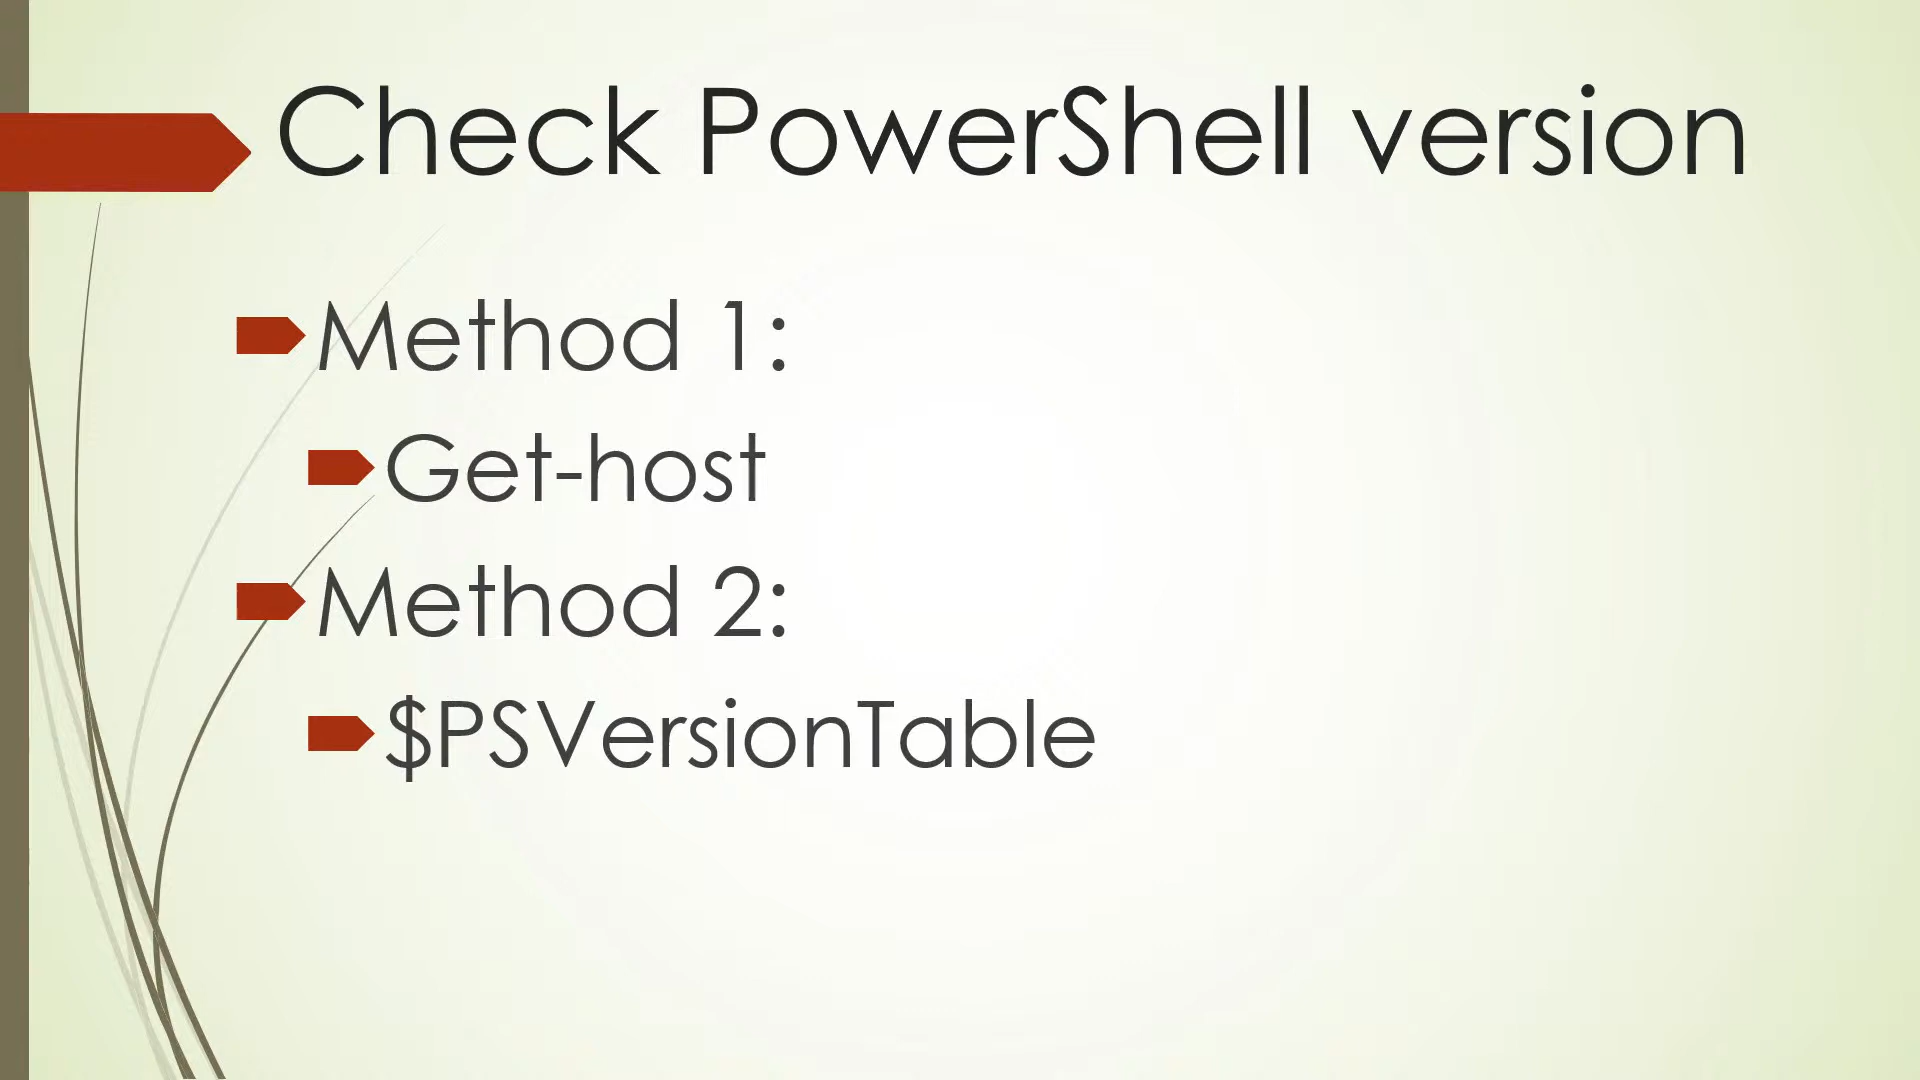 Check PowerShell version
Method 1:
Get-host
Method 2:
$PSVersionTable